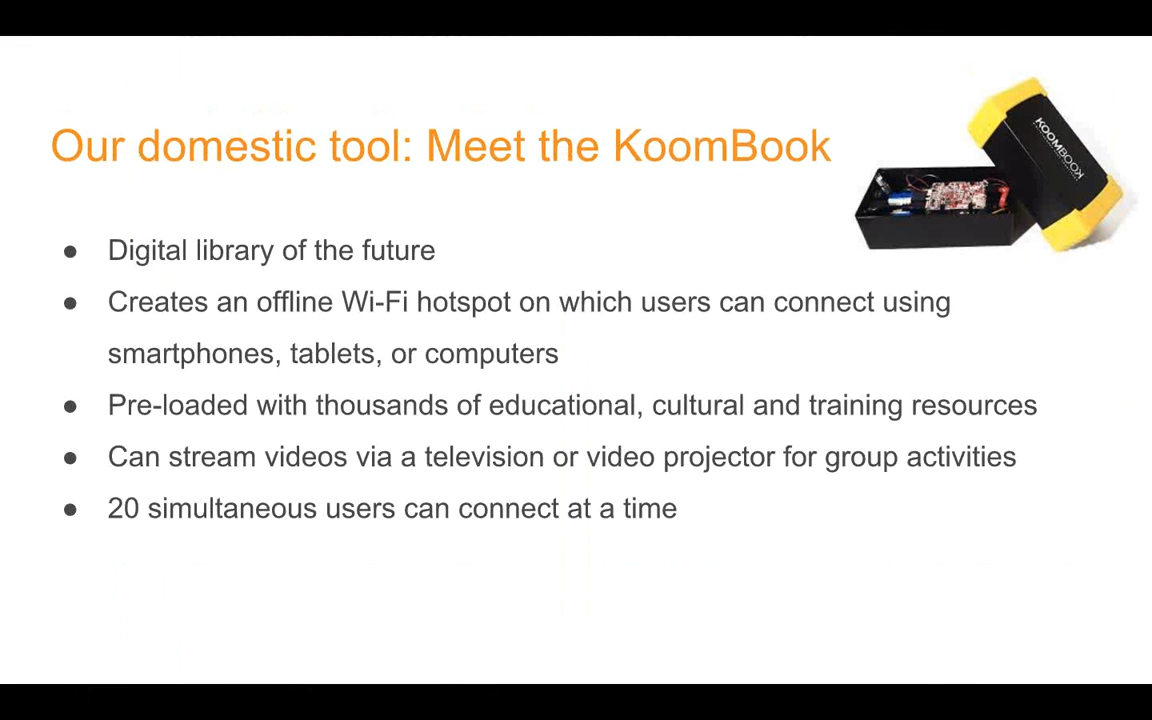 Our domestic tool: Meet the KoomBook
KOOMBOOK
● Digital library of the future
● Creates an offline Wi-Fi hotspot on which users can connect using
smartphones, tablets, or computers
● Pre-loaded with thousands of educational, cultural and training resources
● Can stream videos via a television or video projector for group activities
● 20 simultaneous users can connect at a time